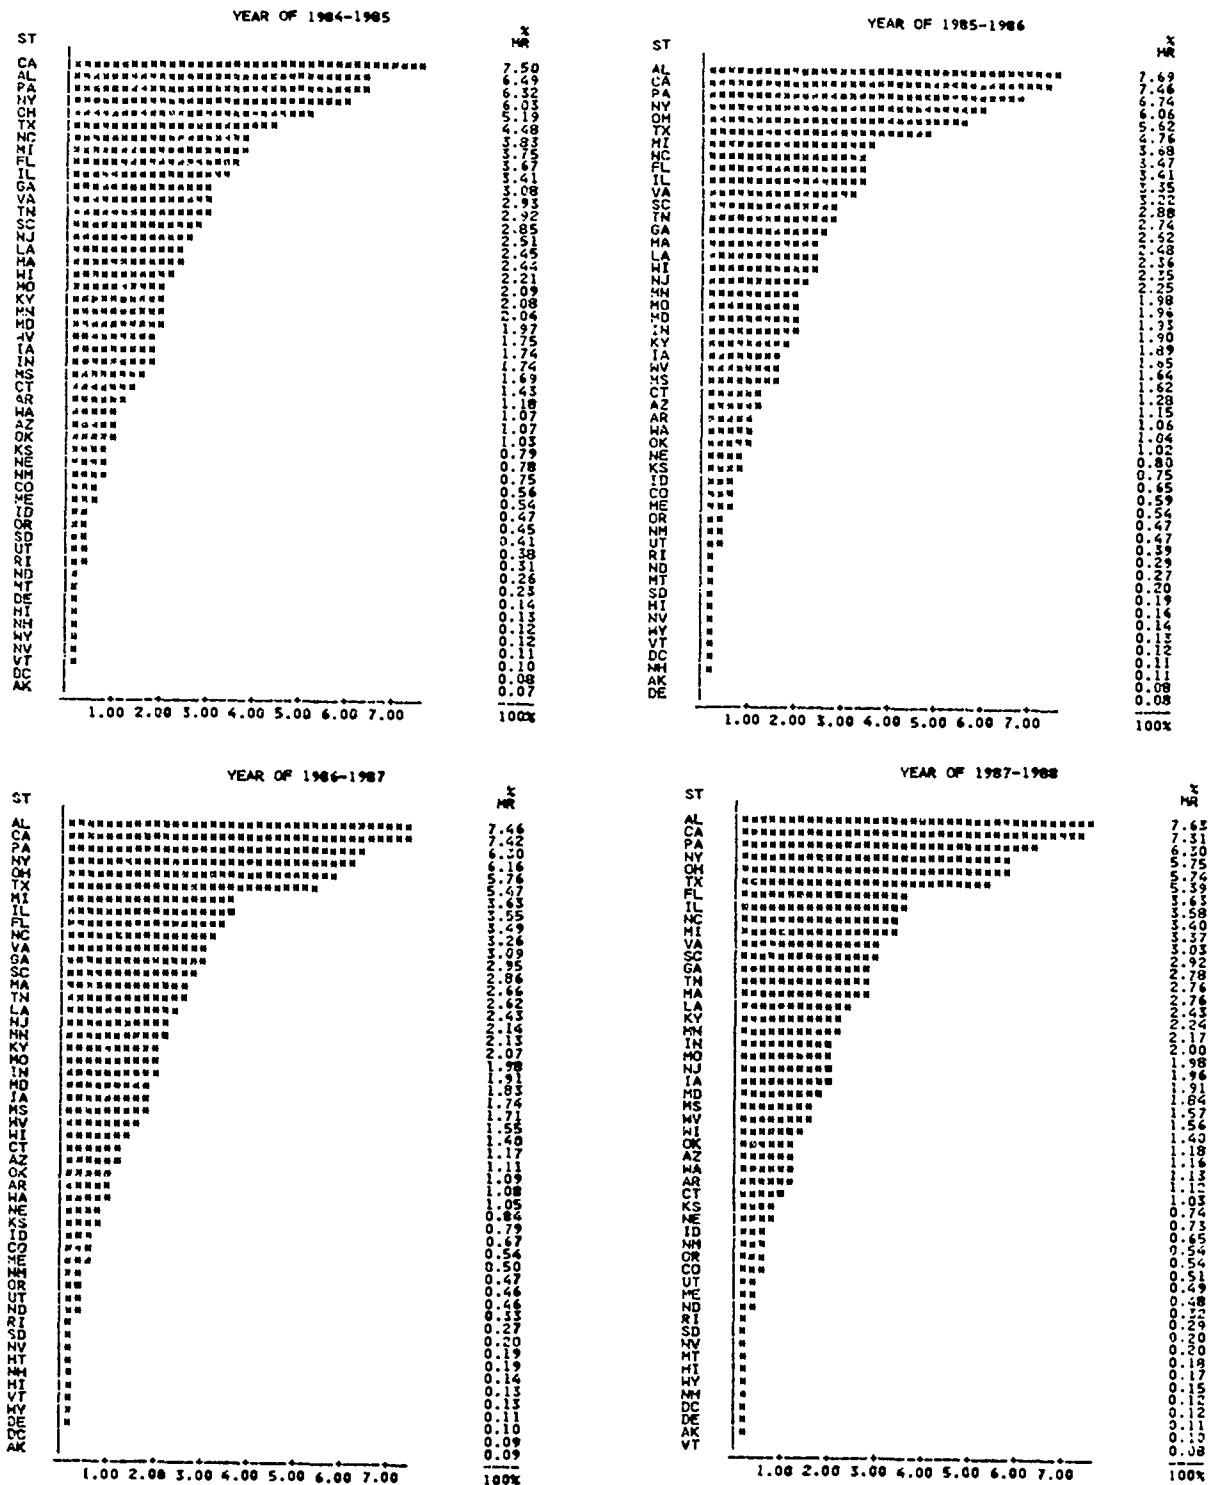 YEAR OF 1984-1985
ST %
MR
CA 7.50
AL 6.49
PA 6.32
NY 6.03
OH 5.19
TX 4.48
NC 3.83
MI 3.75
FL 3.67
IL 3.41
GA 3.08
VA 2.93
TN 2.92
SC 2.85
NJ 2.51
LA 2.45
MA 2.44
WI 2.21
MO 2.09
KY 2.08
MN 2.04
MD 1.97
WV 1.75
IA 1.74
IN 1.74
MS 1.69
CT 1.43
AR 1.18
WA 1.07
AZ 1.07
OK 1.03
KS 0.79
NE 0.78
NM 0.75
CO 0.56
ME 0.54
ID 0.47
OR 0.45
SD 0.41
UT 0.38
RI 0.31
ND 0.26
MT 0.23
DE 0.14
HI 0.13
NH 0.12
WY 0.12
NV 0.11
VT 0.10
DC 0.08
AK 0.07
1.00 2.00 3.00 4.00 5.00 6.00 7.00 100%
YEAR OF 1985-1986
ST %
MR
AL 7.69
CA 7.46
PA 6.74
NY 6.06
OH 5.62
TX 4.76
MI 3.68
NC 3.47
FL 3.41
IL 3.35
VA 3.22
SC 2.88
TN 2.74
GA 2.52
MA 2.48
LA 2.36
WI 2.35
NJ 2.25
MN 1.98
MO 1.96
MD 1.93
IN 1.90
KY 1.89
IA 1.65
WV 1.64
MS 1.62
CT 1.28
AZ 1.15
AR 1.06
WA 1.04
OK 1.02
NE 0.80
KS 0.75
ID 0.65
CO 0.59
ME 0.54
OR 0.47
NM 0.47
UT 0.39
RI 0.29
ND 0.27
MT 0.20
SD 0.19
HI 0.16
NV 0.14
WY 0.13
VT 0.12
DC 0.11
NH 0.11
AK 0.08
DE 0.08
1.00 2.00 3.00 4.00 5.00 6.00 7.00 100%
YEAR OF 1986-1987
ST %
MR
AL 7.46
CA 7.42
PA 6.30
NY 6.16
OH 5.76
TX 5.47
MI 3.63
IL 3.55
FL 3.49
NC 3.26
VA 3.09
GA 2.95
SC 2.86
MA 2.66
TN 2.62
LA 2.43
NJ 2.14
MN 2.13
KY 2.07
MO 1.98
IN 1.91
MD 1.83
IA 1.74
MS 1.71
WV 1.55
WI 1.40
CT 1.17
AZ 1.11
OK 1.09
AR 1.08
WA 1.05
NE 0.84
KS 0.79
ID 0.67
CO 0.54
ME 0.50
NM 0.47
OR 0.46
UT 0.46
ND 0.33
RI 0.27
SD 0.20
NV 0.19
MT 0.19
NH 0.14
HI 0.13
VT 0.13
WY 0.11
DE 0.10
DC 0.09
AK 0.09
1.00 2.00 3.00 4.00 5.00 6.00 7.00 100%
YEAR OF 1987-1988
ST %
MR
AL 7.63
CA 7.31
PA 6.30
NY 5.75
OH 5.74
TX 5.39
FL 3.63
IL 3.58
NC 3.40
MI 3.37
VA 3.03
SC 2.92
GA 2.78
TN 2.76
MA 2.76
LA 2.43
KY 2.24
MN 2.17
IN 2.00
MO 1.98
NJ 1.96
IA 1.91
MD 1.84
MS 1.57
WV 1.56
WI 1.40
OK 1.18
AZ 1.16
WA 1.13
AR 1.12
CT 1.03
KS 0.74
NE 0.73
ID 0.65
NM 0.54
OR 0.54
CO 0.51
UT 0.49
ME 0.48
ND 0.32
RI 0.29
SD 0.20
NV 0.20
MT 0.18
HI 0.17
WY 0.15
NH 0.12
DC 0.12
DE 0.11
AK 0.10
VT 0.08
1.00 2.00 3.00 4.00 5.00 6.00 7.00 100%